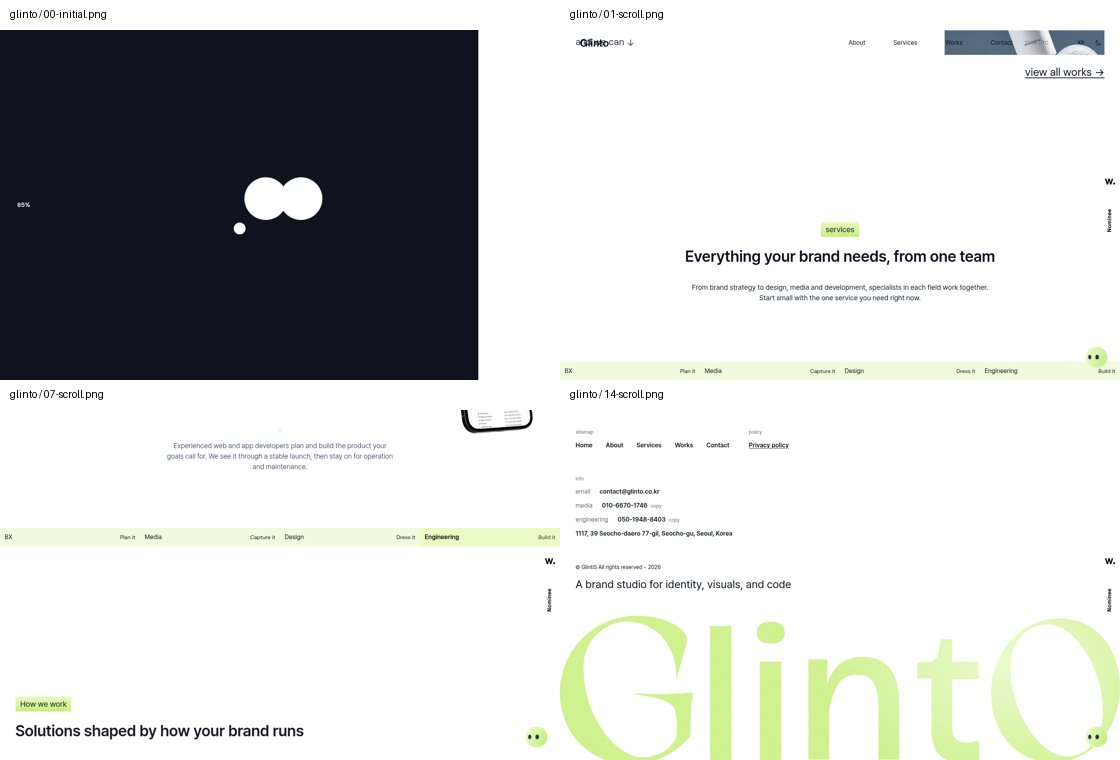 glinto/00-initial.png
85%
glinto/01-scroll.png
can ↓
Glinto
About
Services
Works
Contact
KR
view all works →
W.
Nominee
services
Everything your brand needs, from one team
From brand strategy to design, media and development, specialists in each field work together.
Start small with the one service you need right now.
BX
Plan it
Media
Capture it
Design
Dress it
Engineering
Build it
glinto/07-scroll.png
Experienced web and app developers plan and build the product your
goals call for. We see it through a stable launch, then stay on for operation
and maintenance.
BX
Plan it
Media
Capture it
Design
Dress it
Engineering
Build it
W.
Nominee
How we work
Solutions shaped by how your brand runs
glinto/14-scroll.png
sitemap
policy
Home
About
Services
Works
Contact
Privacy policy
info
email contact@glinto.co.kr
media 010-6670-1746 copy
engineering 050-1948-8403 copy
1117, 39 Seocho-daero 77-gil, Seocho-gu, Seoul, Korea
© GlintiS All rights reserved - 2026
A brand studio for identity, visuals, and code
W.
Nominee
GlintO